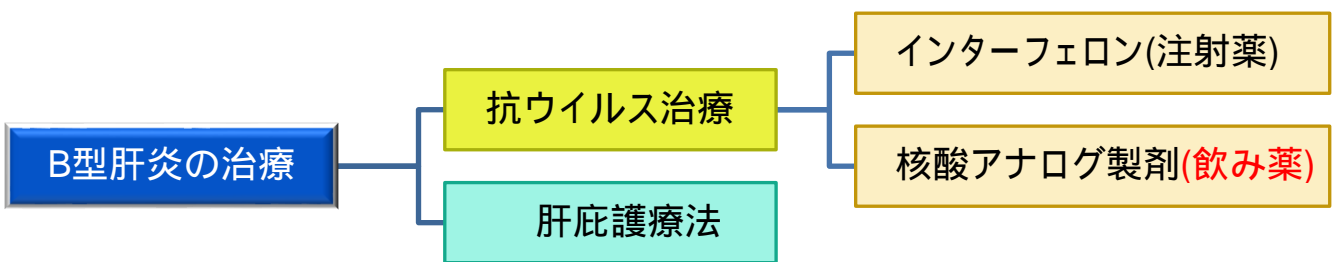 B型肝炎の治療
抗ウイルス治療
肝庇護療法
インターフェロン(注射薬)
核酸アナログ製剤(飲み薬)